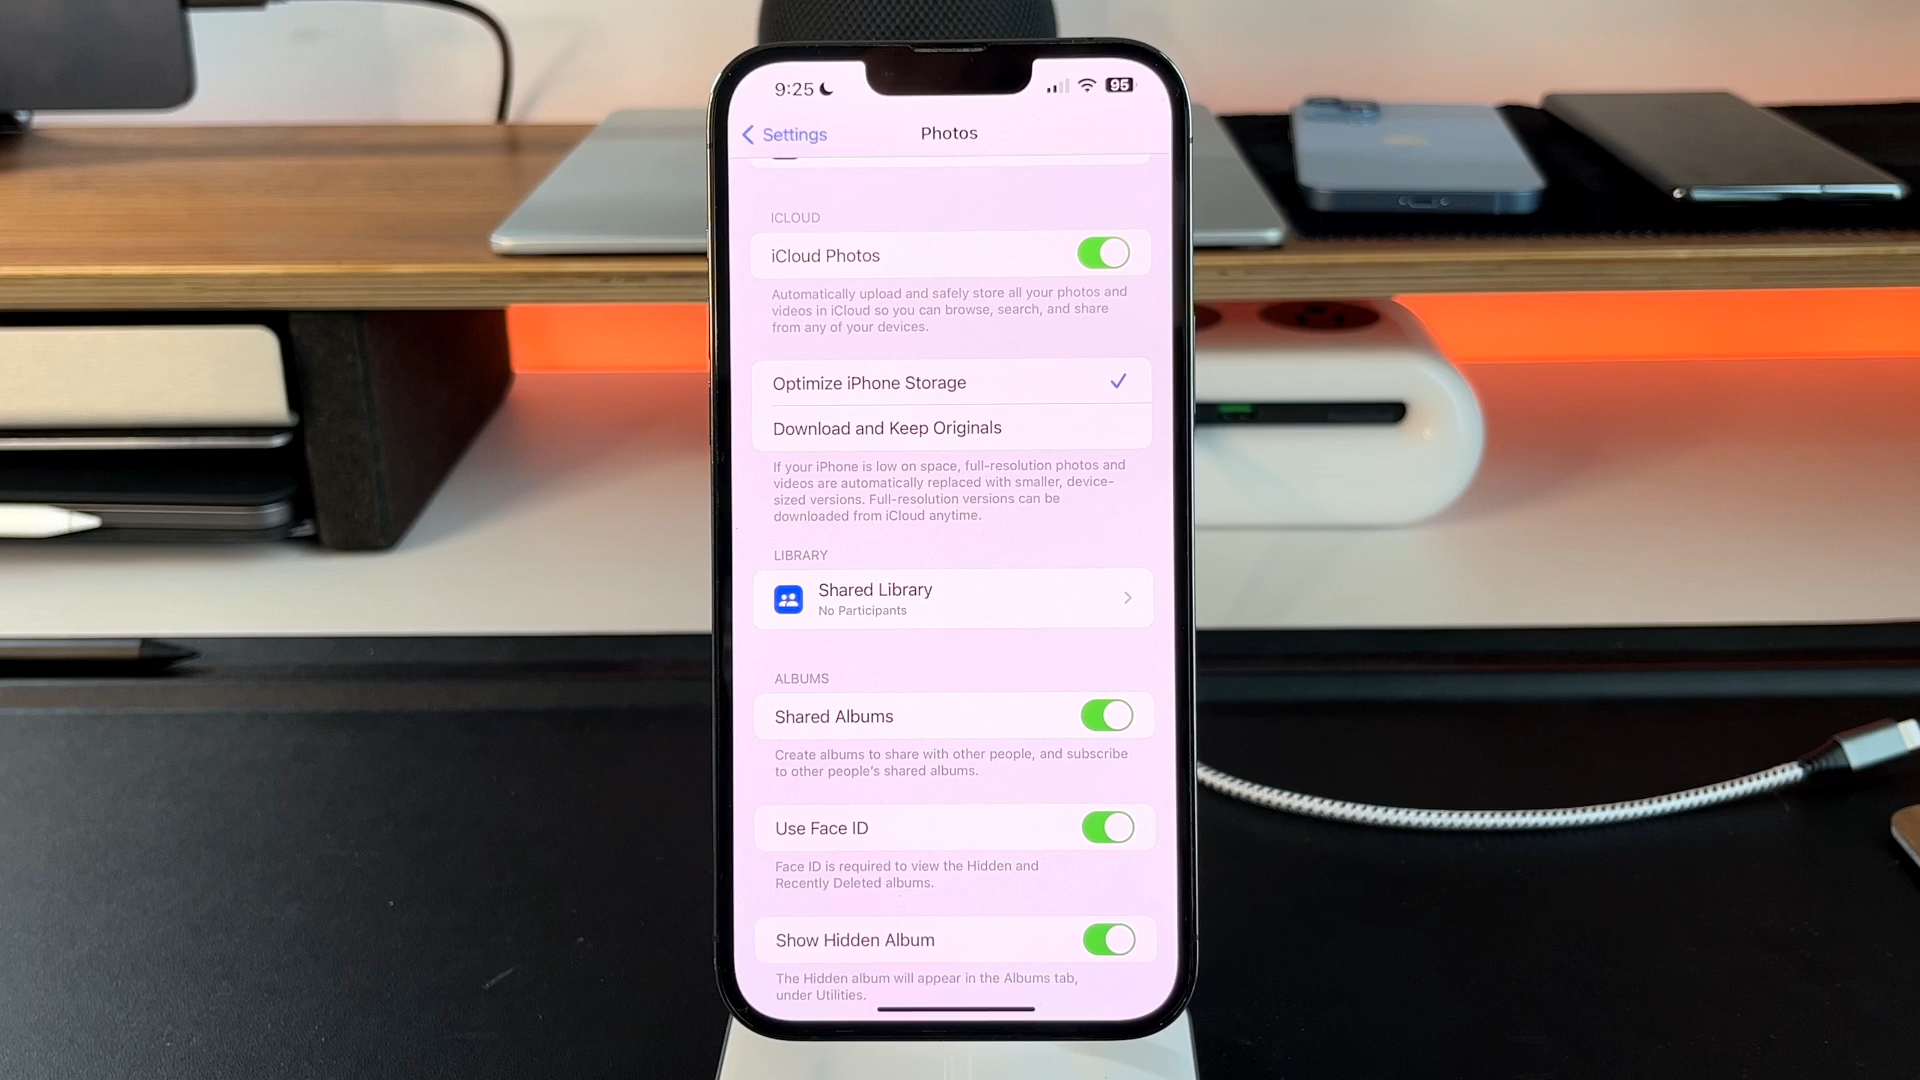 9:25
95
Settings
Photos
ICLOUD
iCloud Photos
Automatically upload and safely store all your photos and
videos in iCloud so you can browse, search, and share
from any of your devices.
Optimize iPhone Storage
Download and Keep Originals
If your iPhone is low on space, full-resolution photos and
videos are automatically replaced with smaller, device-
sized versions. Full-resolution versions can be
downloaded from iCloud anytime.
LIBRARY
Shared Library
No Participants
ALBUMS
Shared Albums
Create albums to share with other people, and subscribe
to other people's shared albums.
Use Face ID
Face ID is required to view the Hidden and
Recently Deleted albums.
Show Hidden Album
The Hidden album will appear in the Albums tab,
under Utilities.